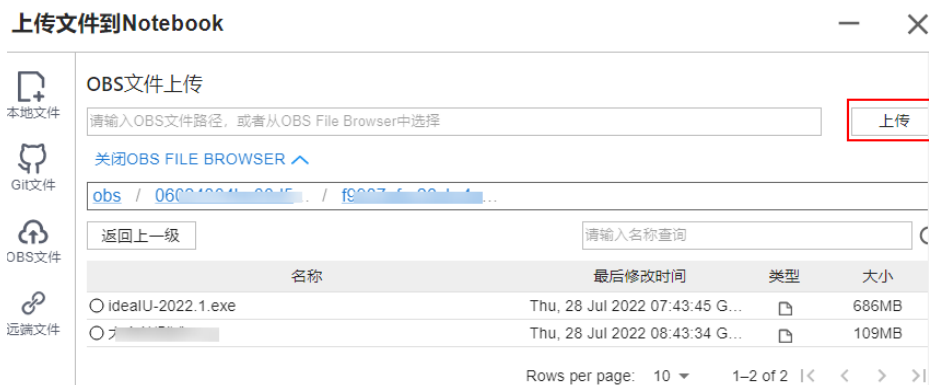 上传文件到Notebook
本地文件
Git文件
OBS文件
远端文件
OBS文件上传
请输入OBS文件路径，或者从OBS File Browser中选择
上传
关闭OBS FILE BROWSER
obs / / ...
返回上一级
请输入名称查询
名称 最后修改时间 类型 大小
idealU-2022.1.exe Thu, 28 Jul 2022 07:43:45 G... 686MB
Thu, 28 Jul 2022 08:43:34 G... 109MB
Rows per page: 10 1–2 of 2